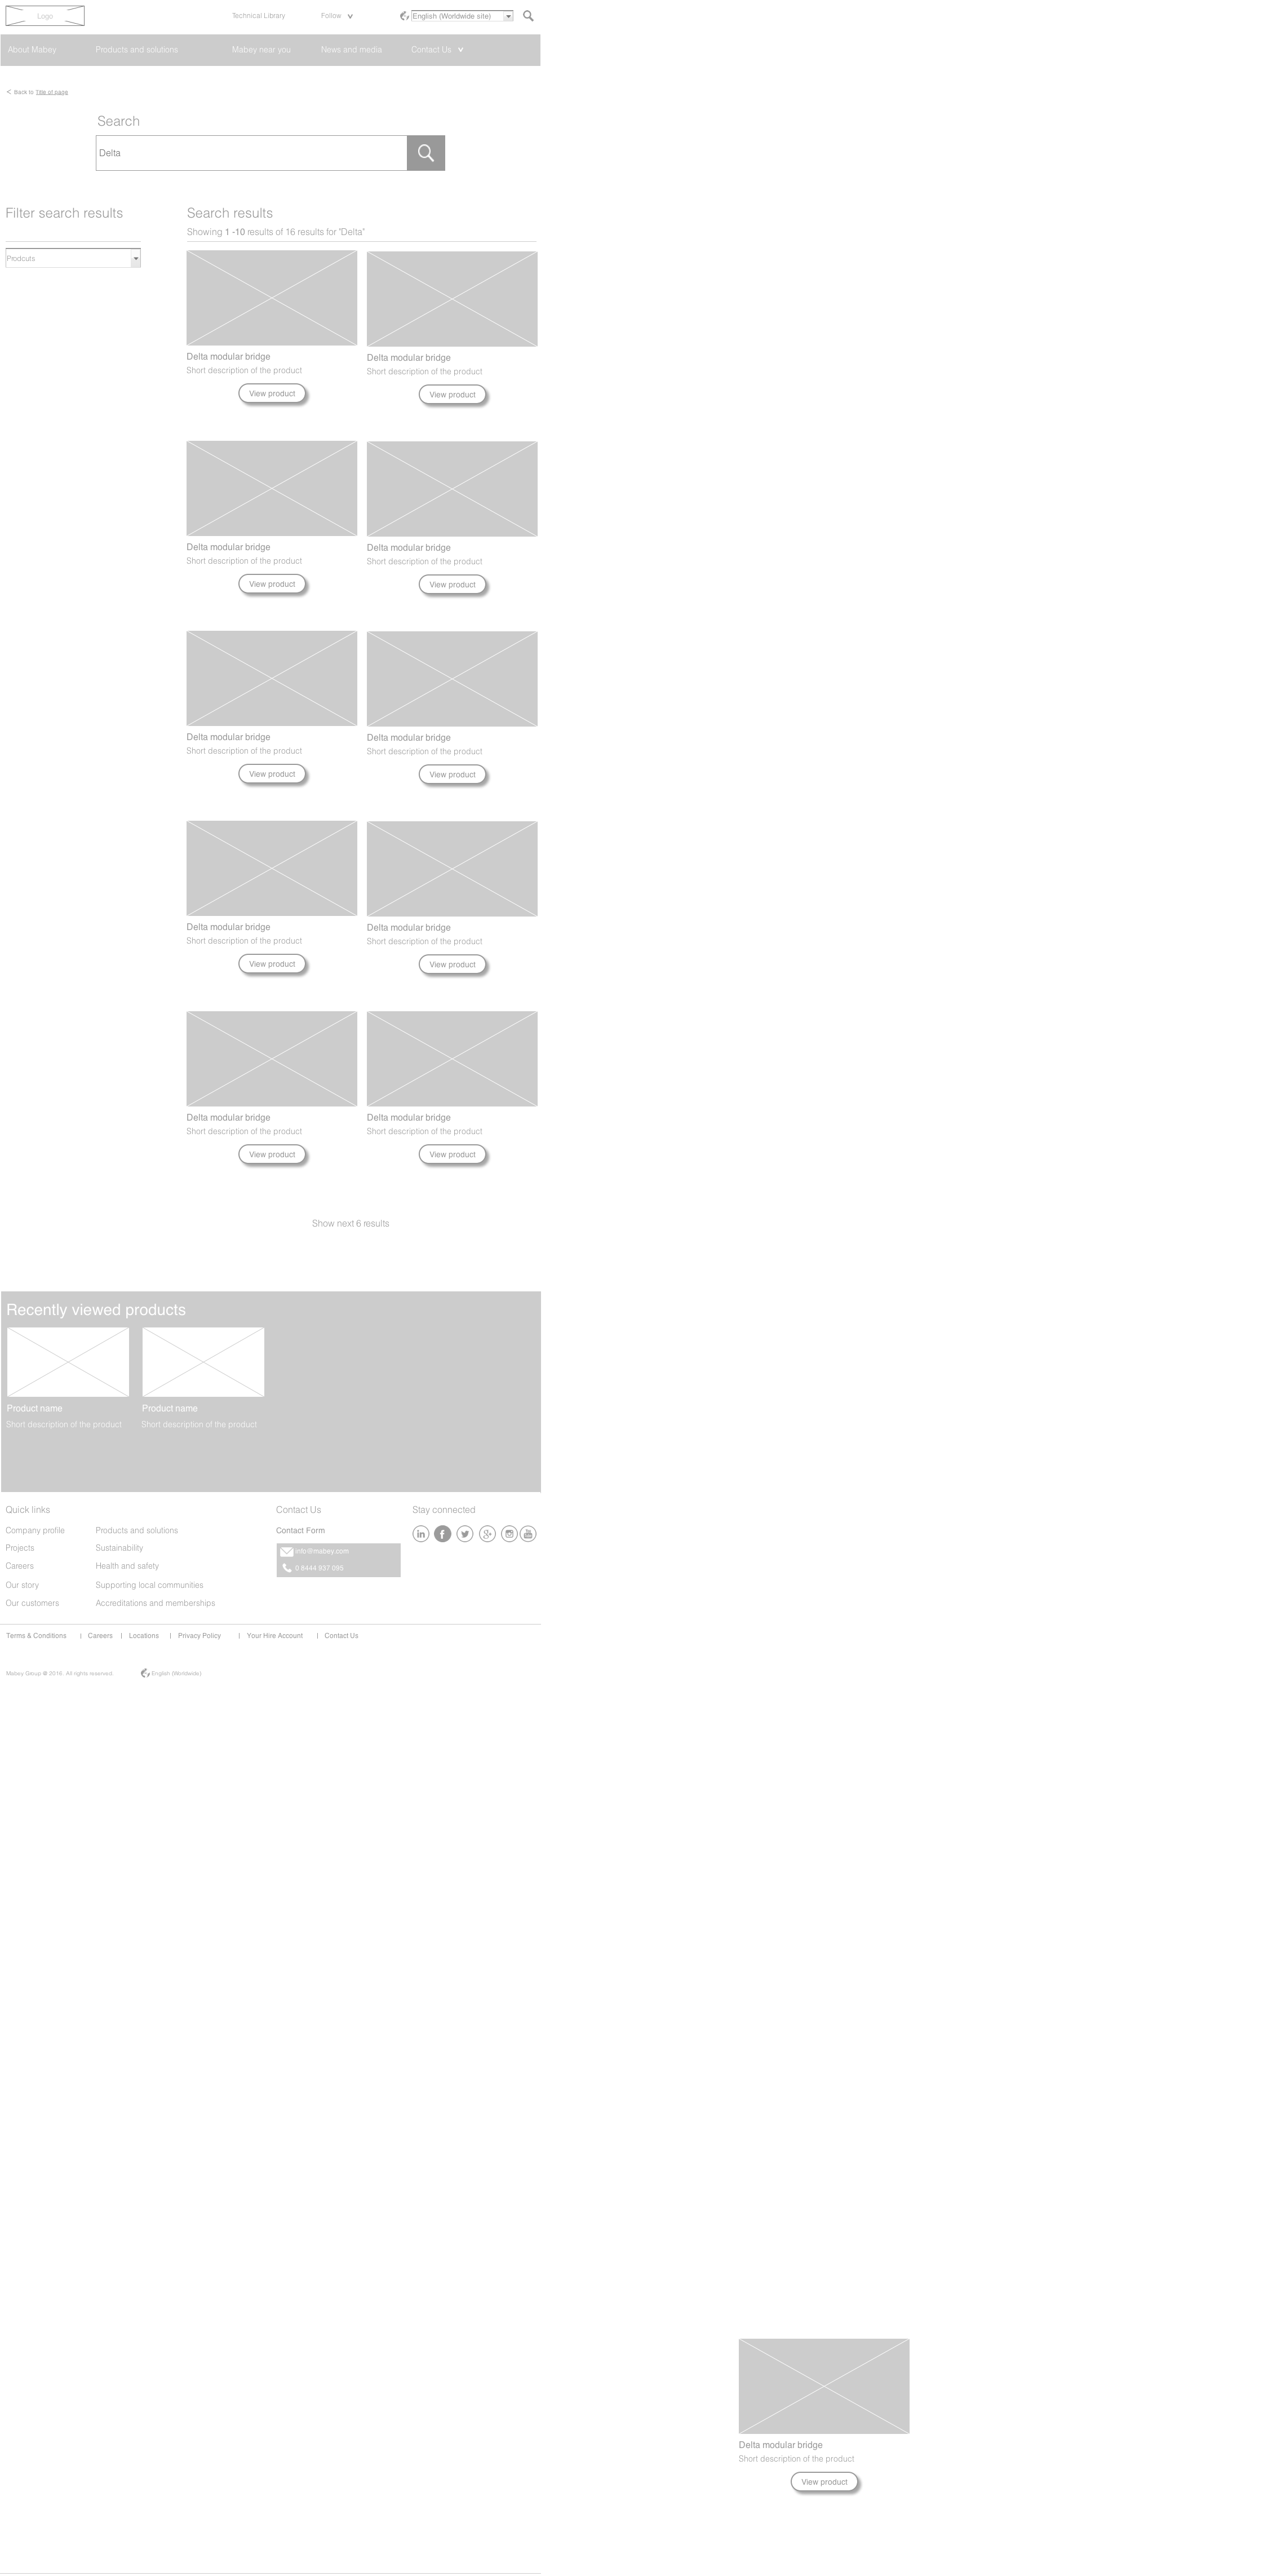 Logo
Technical Library
Follow
English (Worldwide site)
About Mabey
Products and solutions
Mabey near you
News and media
Contact Us
< Back to Title of page
Search
Delta
Filter search results
Prodcuts
Search results
Showing 1 -10 results of 16 results for "Delta"
Delta modular bridge
Short description of the product
View product
Delta modular bridge
Short description of the product
View product
Delta modular bridge
Short description of the product
View product
Delta modular bridge
Short description of the product
View product
Delta modular bridge
Short description of the product
View product
Delta modular bridge
Short description of the product
View product
Delta modular bridge
Short description of the product
View product
Delta modular bridge
Short description of the product
View product
Delta modular bridge
Short description of the product
View product
Delta modular bridge
Short description of the product
View product
Show next 6 results
Recently viewed products
Product name
Short description of the product
Product name
Short description of the product
Quick links
Company profile
Projects
Careers
Our story
Our customers
Products and solutions
Sustainability
Health and safety
Supporting local communities
Accreditations and memberships
Contact Us
Contact Form
info@mabey.com
0 8444 937 095
Stay connected
in f g+ You Tube
Terms & Conditions | Careers | Locations | Privacy Policy | Your Hire Account | Contact Us
Mabey Group © 2016. All rights reserved.
English (Worldwide)
Delta modular bridge
Short description of the product
View product